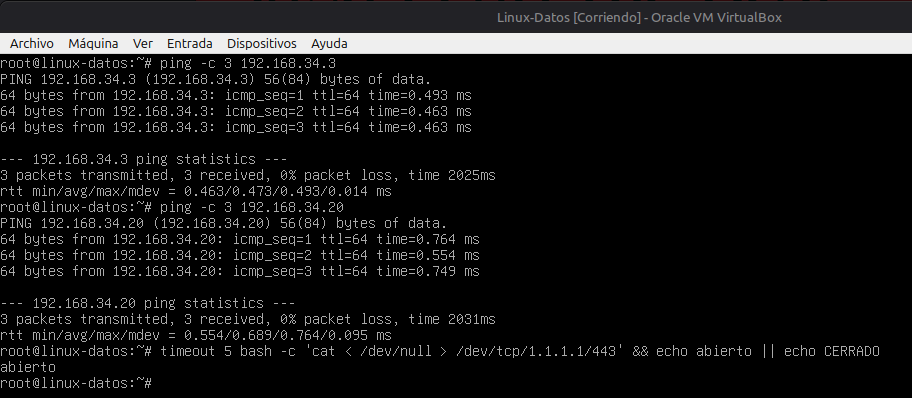 Linux-Datos [Corriendo] - Oracle VM VirtualBox
Archivo Máquina Ver Entrada Dispositivos Ayuda
root@linux-datos:~# ping -c 3 192.168.34.3
PING 192.168.34.3 (192.168.34.3) 56(84) bytes of data.
64 bytes from 192.168.34.3: icmp_seq=1 ttl=64 time=0.493 ms
64 bytes from 192.168.34.3: icmp_seq=2 ttl=64 time=0.463 ms
64 bytes from 192.168.34.3: icmp_seq=3 ttl=64 time=0.463 ms
--- 192.168.34.3 ping statistics ---
3 packets transmitted, 3 received, 0% packet loss, time 2025ms
rtt min/avg/max/mdev = 0.463/0.473/0.493/0.014 ms
root@linux-datos:~# ping -c 3 192.168.34.20
PING 192.168.34.20 (192.168.34.20) 56(84) bytes of data.
64 bytes from 192.168.34.20: icmp_seq=1 ttl=64 time=0.764 ms
64 bytes from 192.168.34.20: icmp_seq=2 ttl=64 time=0.554 ms
64 bytes from 192.168.34.20: icmp_seq=3 ttl=64 time=0.749 ms
--- 192.168.34.20 ping statistics ---
3 packets transmitted, 3 received, 0% packet loss, time 2031ms
rtt min/avg/max/mdev = 0.554/0.689/0.764/0.095 ms
root@linux-datos:~# timeout 5 bash -c 'cat < /dev/null > /dev/tcp/1.1.1.1/443' && echo abierto || echo CERRADO
abierto
root@linux-datos:~#